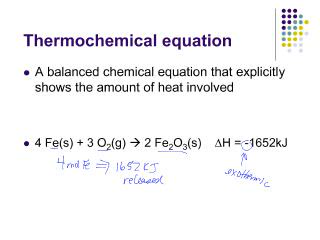 Thermochemical equation
A balanced chemical equation that explicitly
shows the amount of heat involved
4 Fe(s) + 3 O₂(g) → 2 Fe₂O₃(s) ΔH = -1652kJ
4 mol Fe ⇒ 1652 KJ
released
exothermic